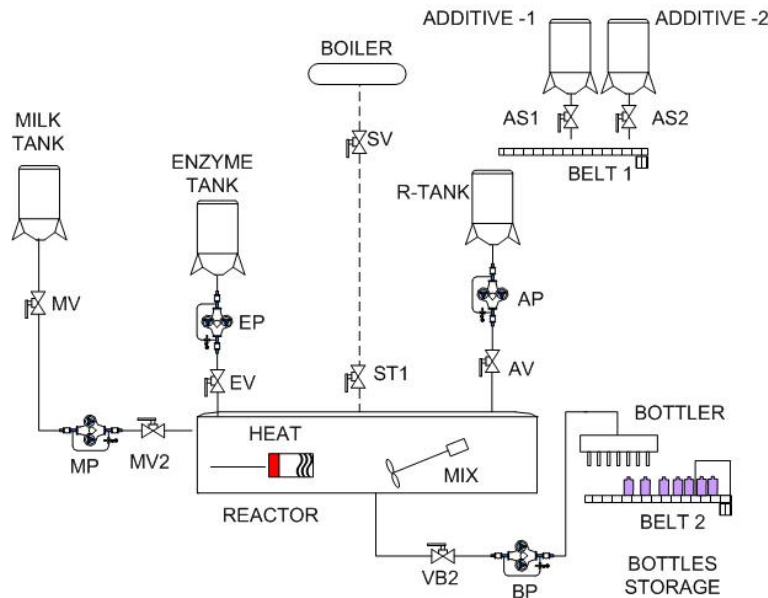 ADDITIVE -1
ADDITIVE -2
BOILER
MILK
TANK
SV
AS1
AS2
ENZYME
TANK
R-TANK
BELT 1
MV
EP
AP
EV
ST1
AV
HEAT
BOTTLER
MP
MV2
MIX
REACTOR
BELT 2
VB2
BP
BOTTLES
STORAGE